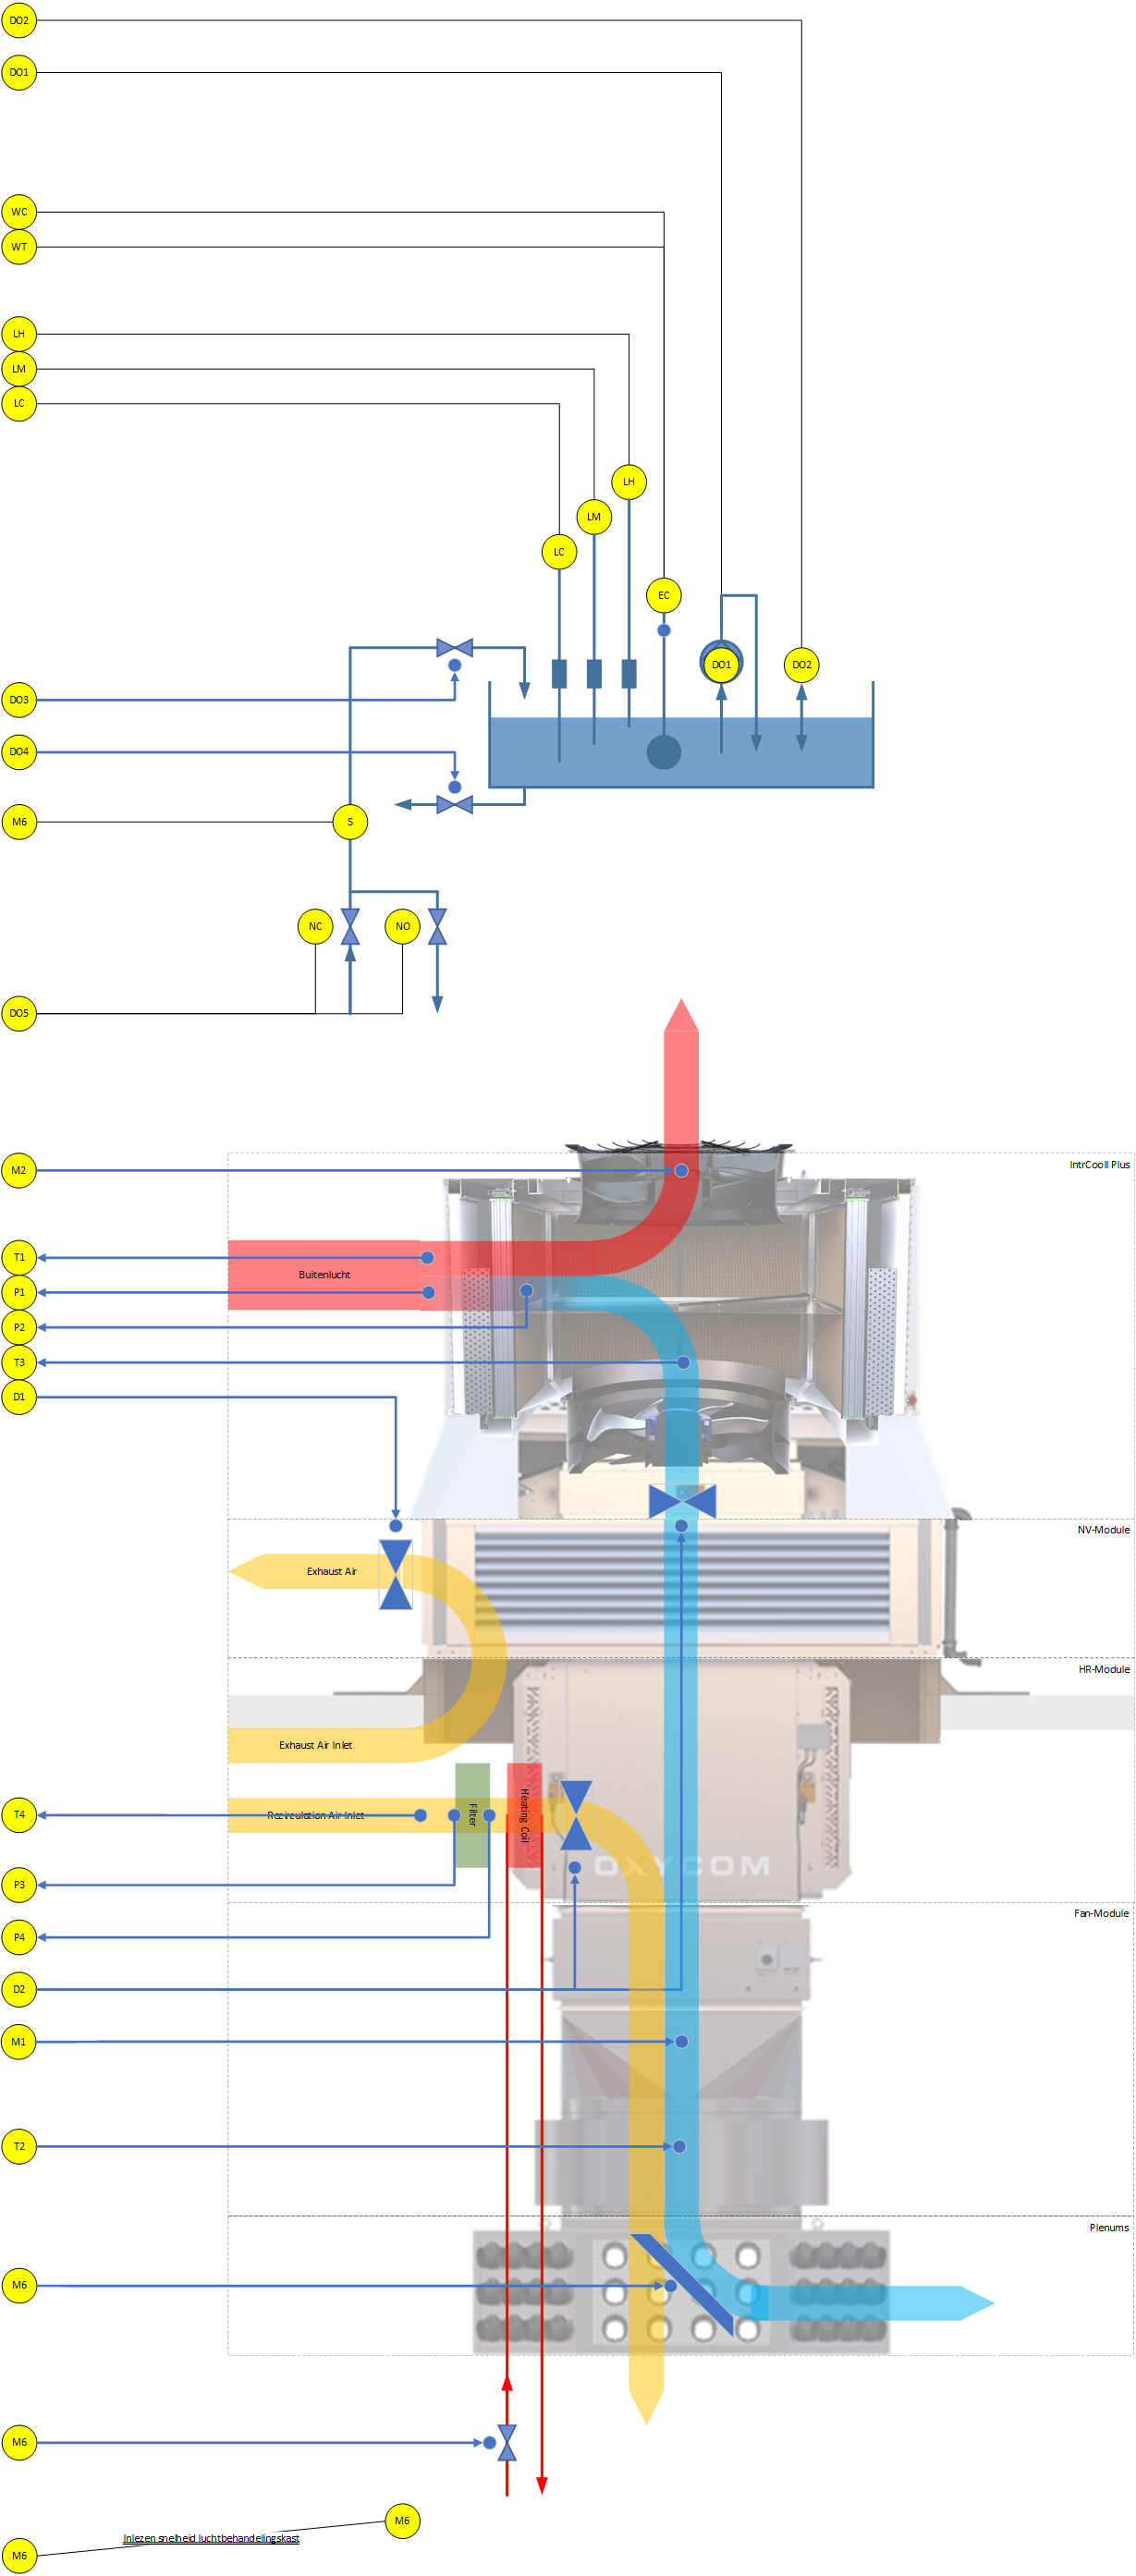 DO2
DO1
WC
WT
LH
LM
LC
LH
LM
LC
EC
DO1
DO2
DO3
DO4
M6
S
NC
NO
DO5
M2
IntrCooll Plus
T1
Buitenlucht
P1
P2
T3
D1
NV-Module
Exhaust Air
HR-Module
Exhaust Air Inlet
T4
Recirculation Air Inlet
Filter
Heating Coil
OXYCOM
P3
Fan-Module
P4
D2
M1
T2
Plenums
M6
M6
M6
Inlezen snelheid luchtbehandelingskast
M6